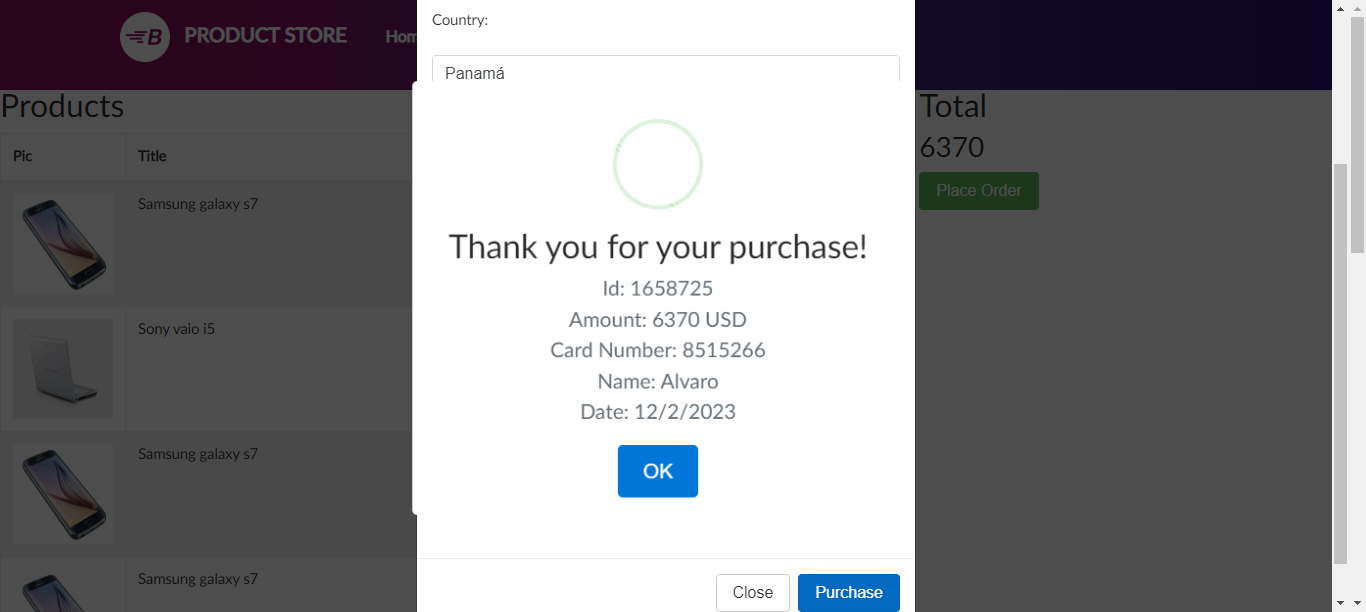 PRODUCT STORE
Hom
Country:
Panamá
Products
Pic
Title
Samsung galaxy s7
Sony vaio i5
Samsung galaxy s7
Samsung galaxy s7
Thank you for your purchase!
Id: 1658725
Amount: 6370 USD
Card Number: 8515266
Name: Alvaro
Date: 12/2/2023
OK
Close
Purchase
Total
6370
Place Order